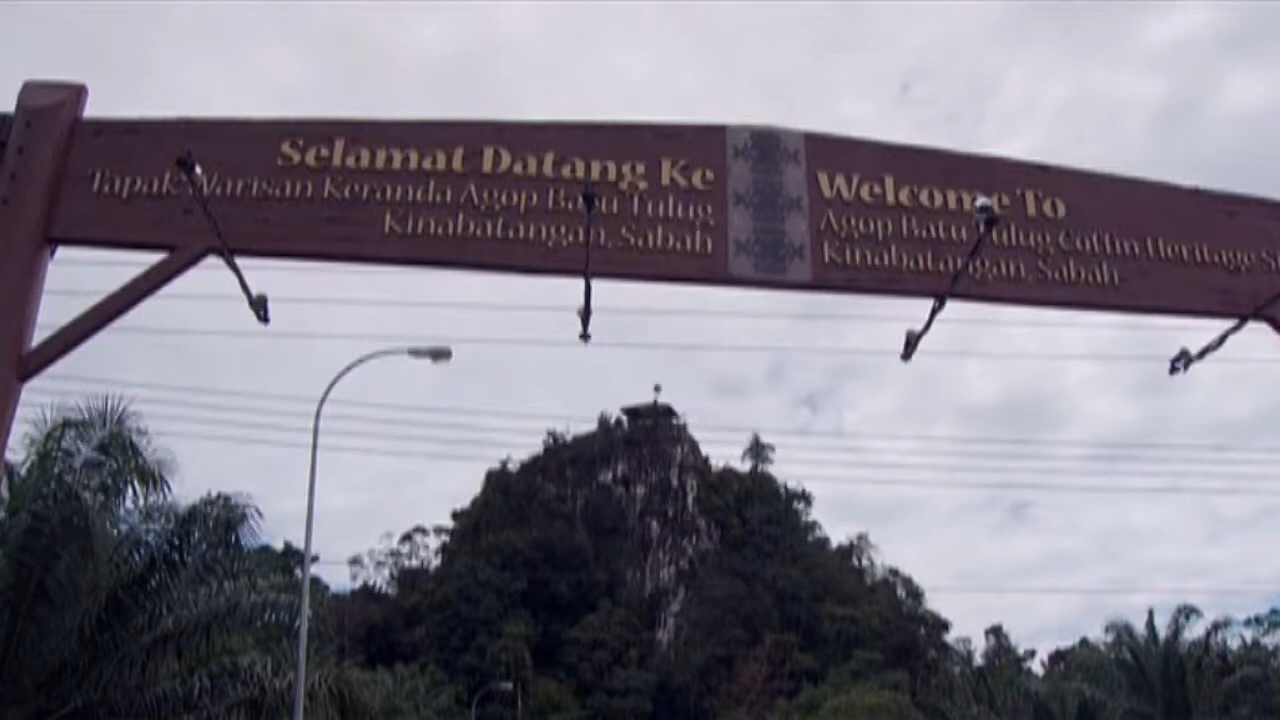 Selamat Datang Ke
Tapak Warisan Keranda Agop Batu Tulug
Kinabatangan, Sabah
Welcome To
Agop Batu Tulug Coffin Heritage
Kinabatangan, Sabah